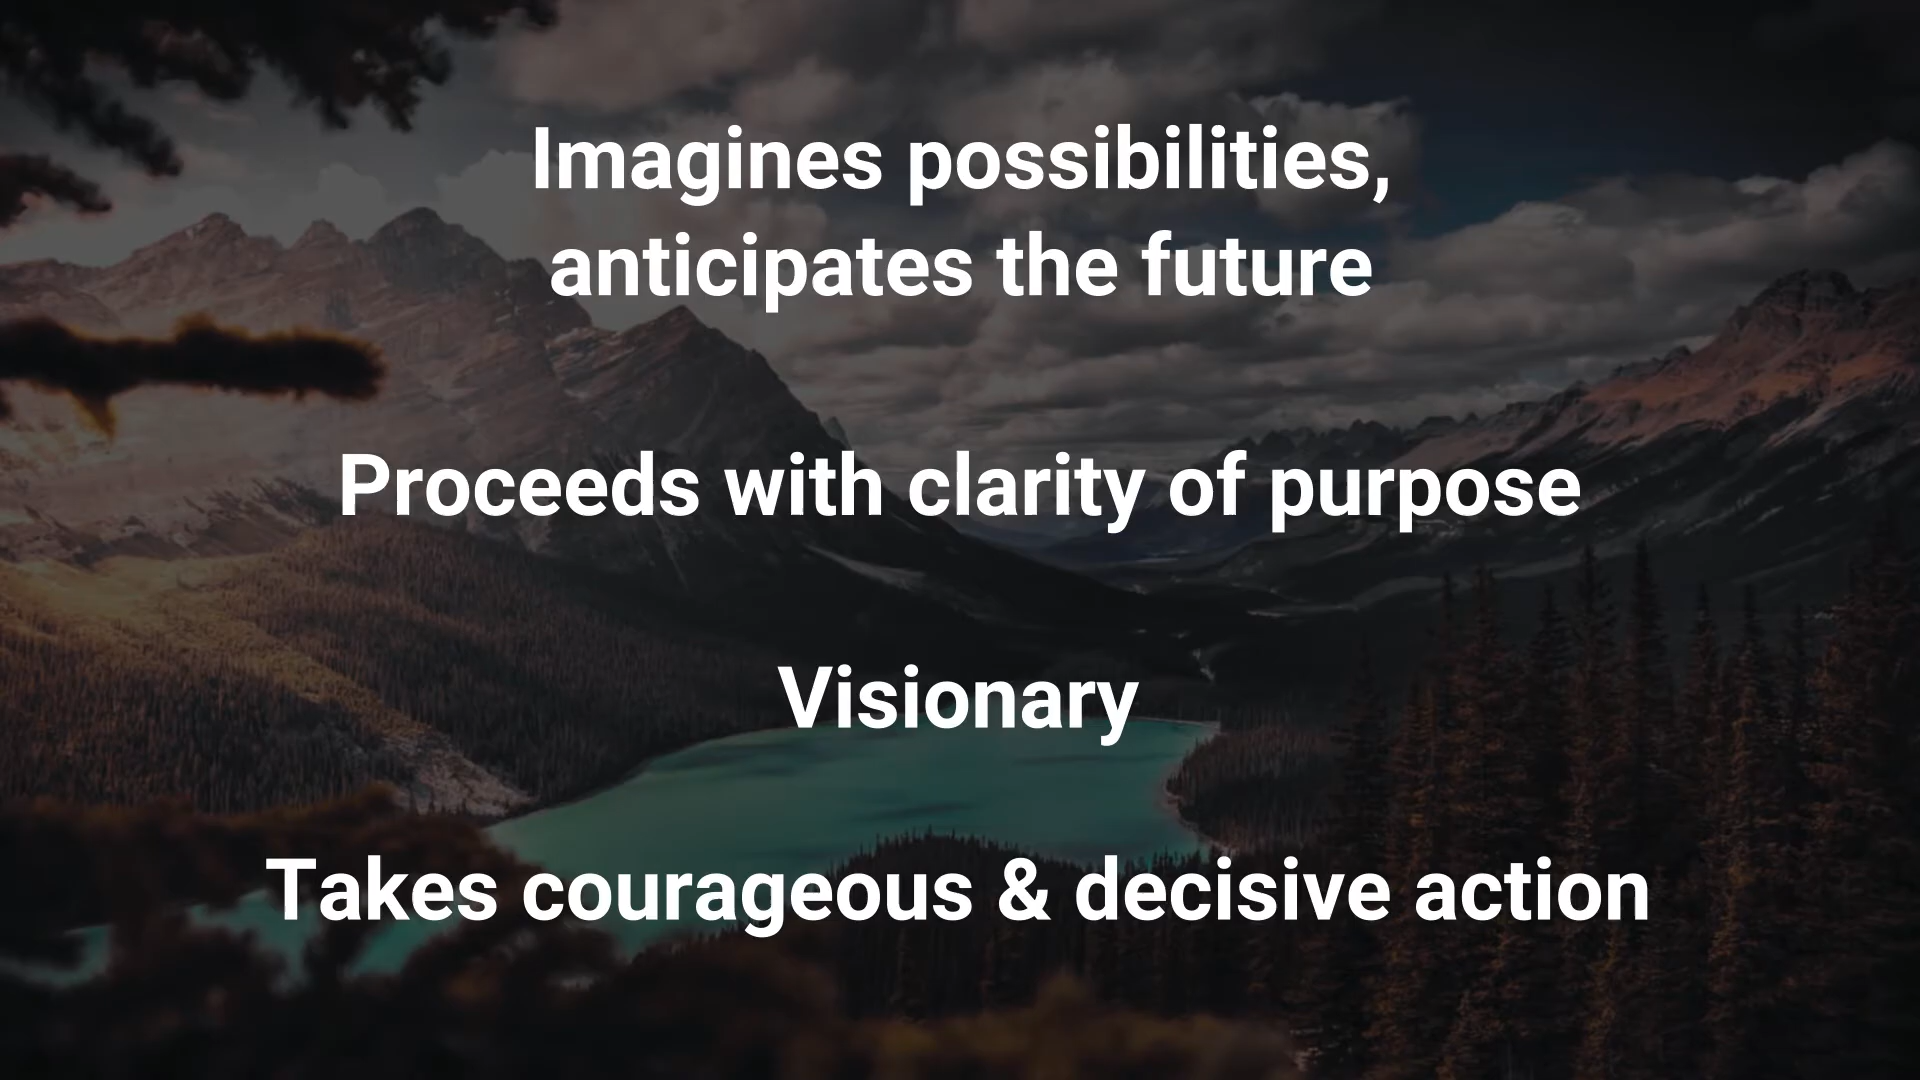 Imagines possibilities,
anticipates the future
Proceeds with clarity of purpose
Visionary
Takes courageous & decisive action